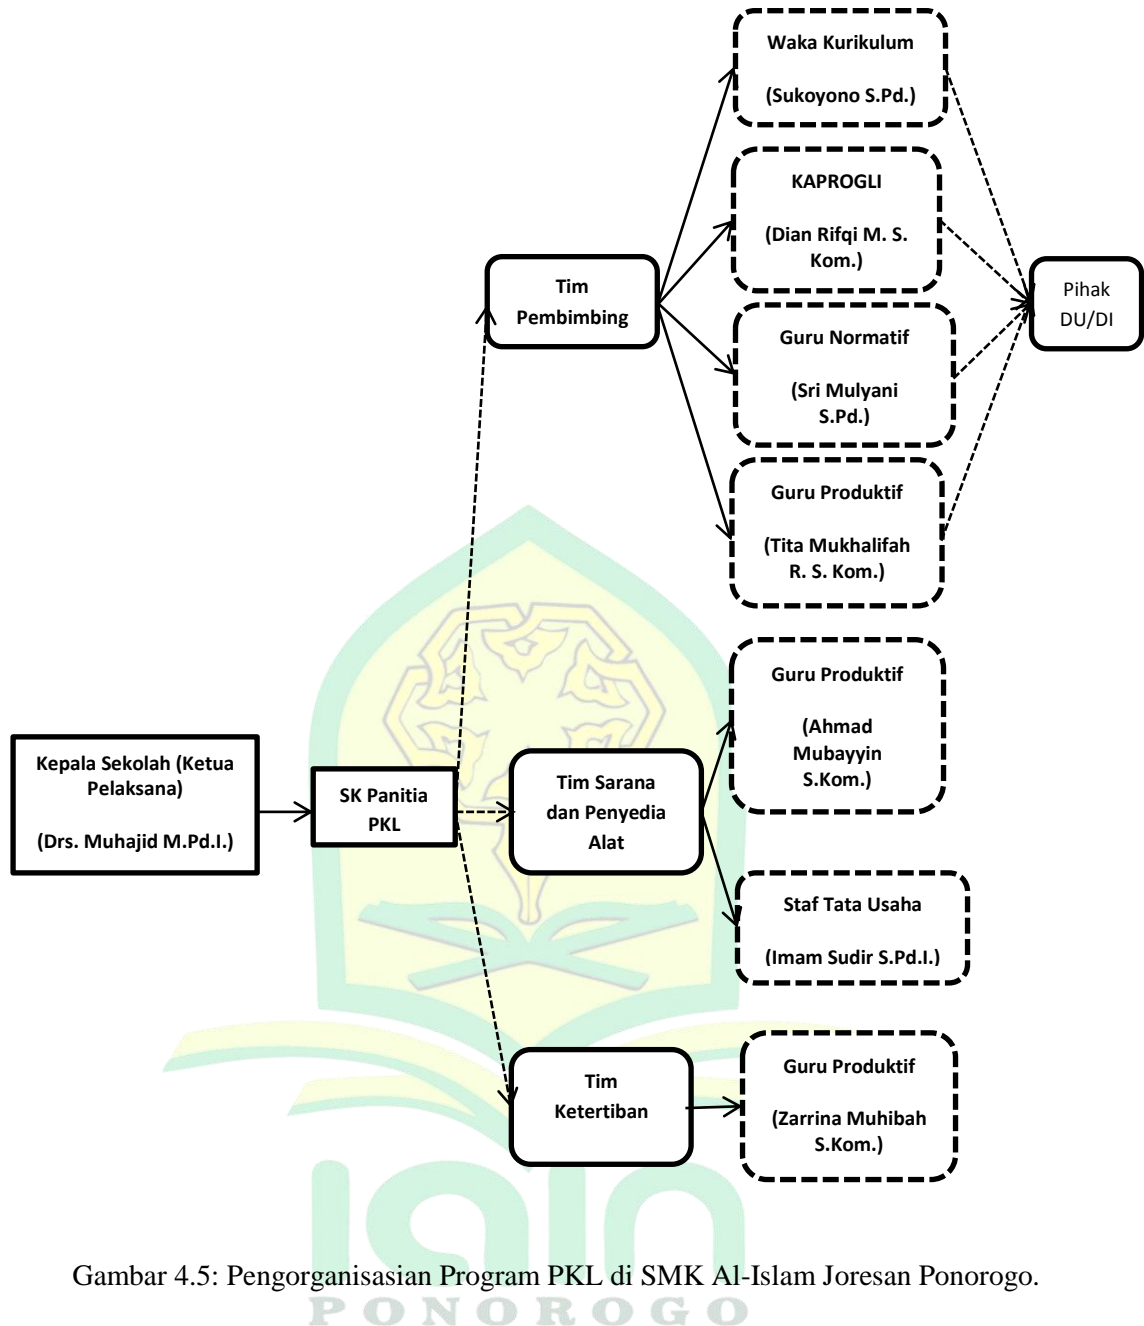 Waka Kurikulum
(Sukoyono S.Pd.)
KAPROGLI
(Dian Rifqi M. S.
Kom.)
Tim
Pembimbing
Pihak
DU/DI
Guru Normatif
(Sri Mulyani
S.Pd.)
Guru Produktif
(Tita Mukhalifah
R. S. Kom.)
Guru Produktif
(Ahmad
Mubayyin
S.Kom.)
Kepala Sekolah (Ketua
Pelaksana)
(Drs. Muhajid M.Pd.I.)
SK Panitia
PKL
Tim Sarana
dan Penyedia
Alat
Staf Tata Usaha
(Imam Sudir S.Pd.I.)
Tim
Ketertiban
Guru Produktif
(Zarrina Muhibah
S.Kom.)
iain
Gambar 4.5: Pengorganisasian Program PKL di SMK Al-Islam Joresan Ponorogo.
PONOROGO